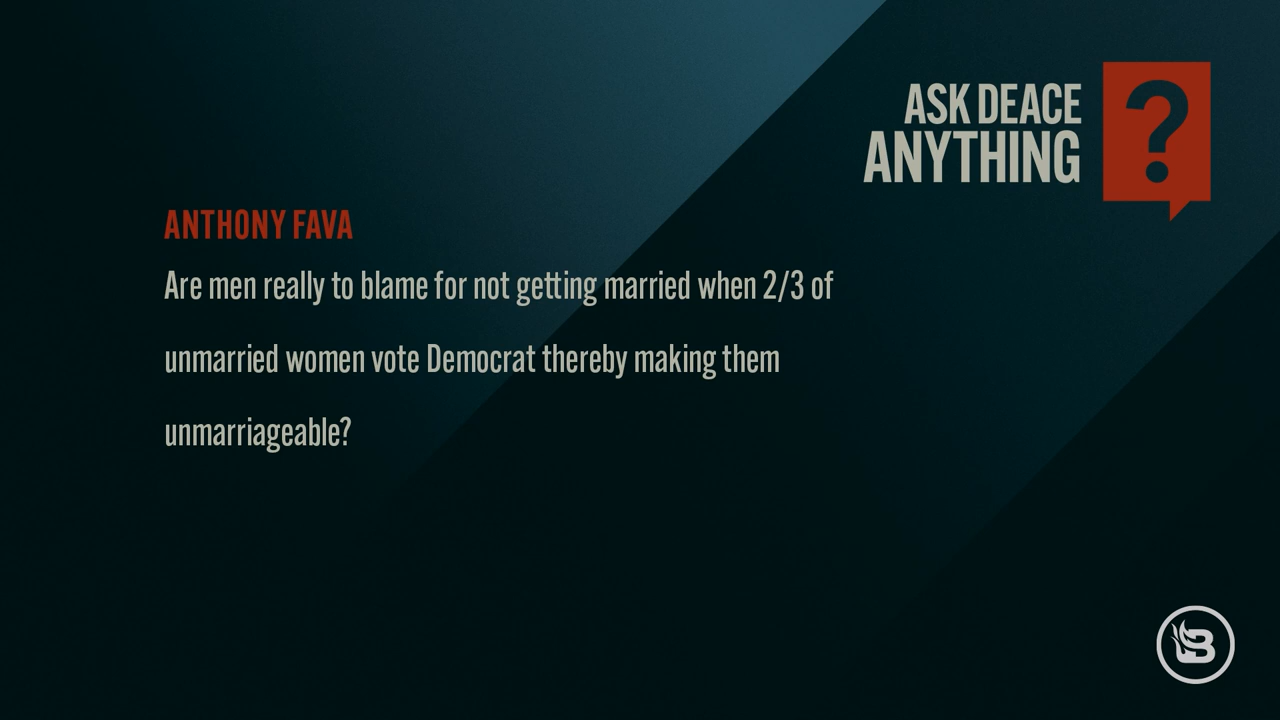 ASK DEACE
ANYTHING
?
ANTHONY FAVA
Are men really to blame for not getting married when 2/3 of
unmarried women vote Democrat thereby making them
unmarriageable?
B